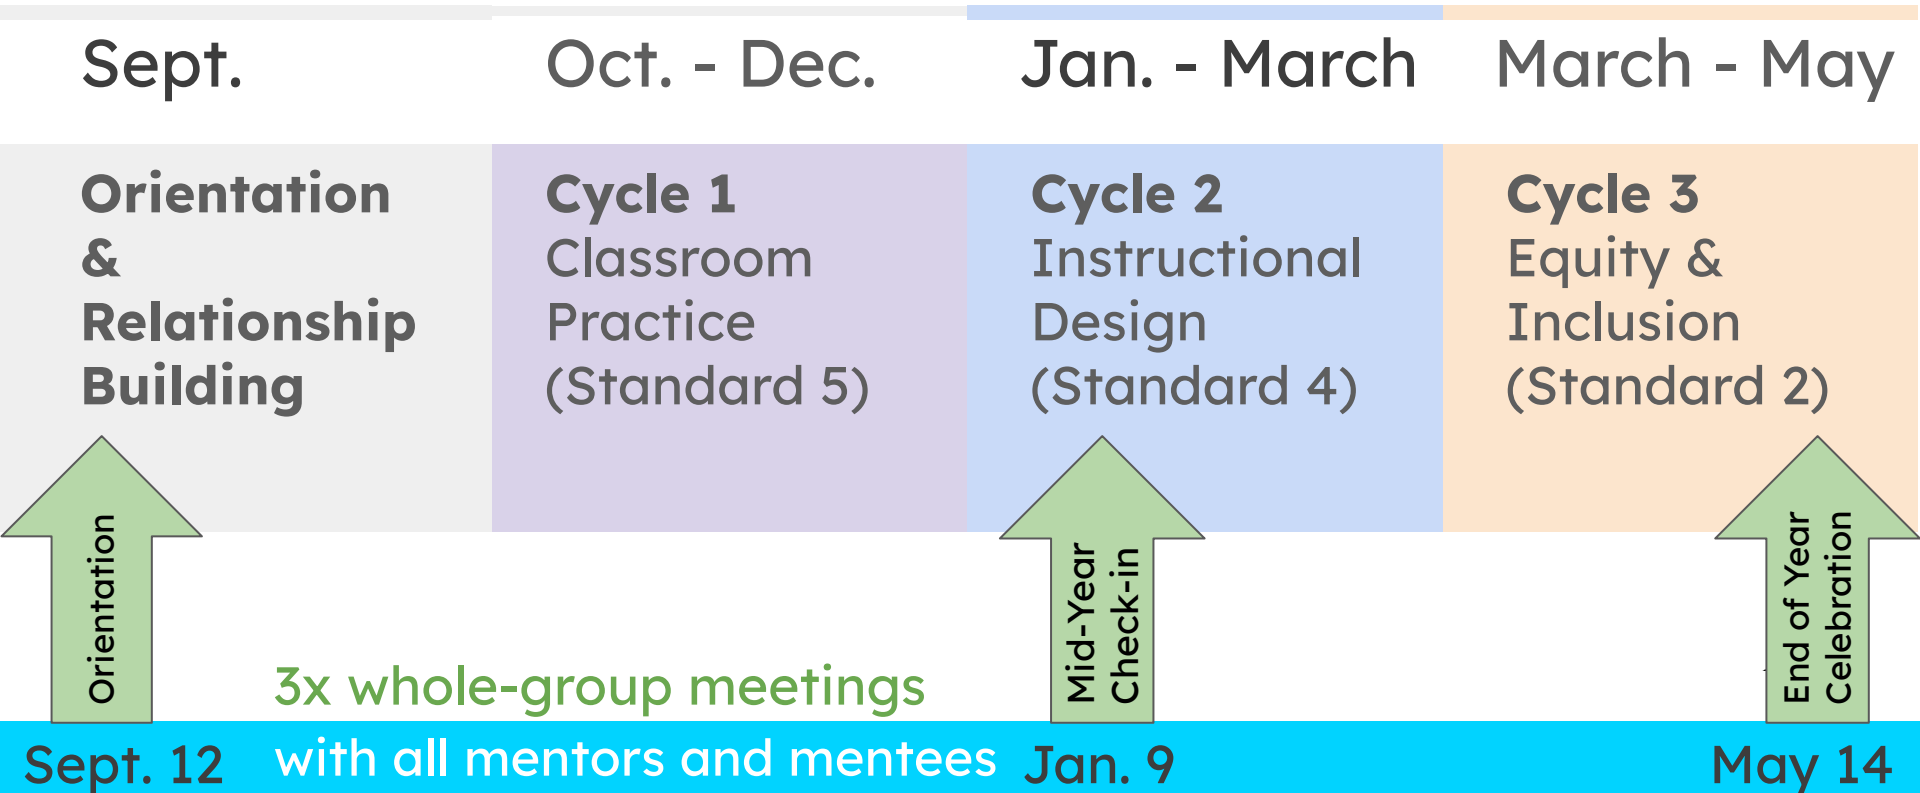 Sept.
Oct. - Dec.
Jan. - March
March - May
Orientation
&
Relationship
Building
Cycle 1
Classroom
Practice
(Standard 5)
Cycle 2
Instructional
Design
(Standard 4)
Cycle 3
Equity &
Inclusion
(Standard 2)
Orientation
Mid-Year
Check-in
End of Year
Celebration
3x whole-group meetings
with all mentors and mentees
Sept. 12
Jan. 9
May 14